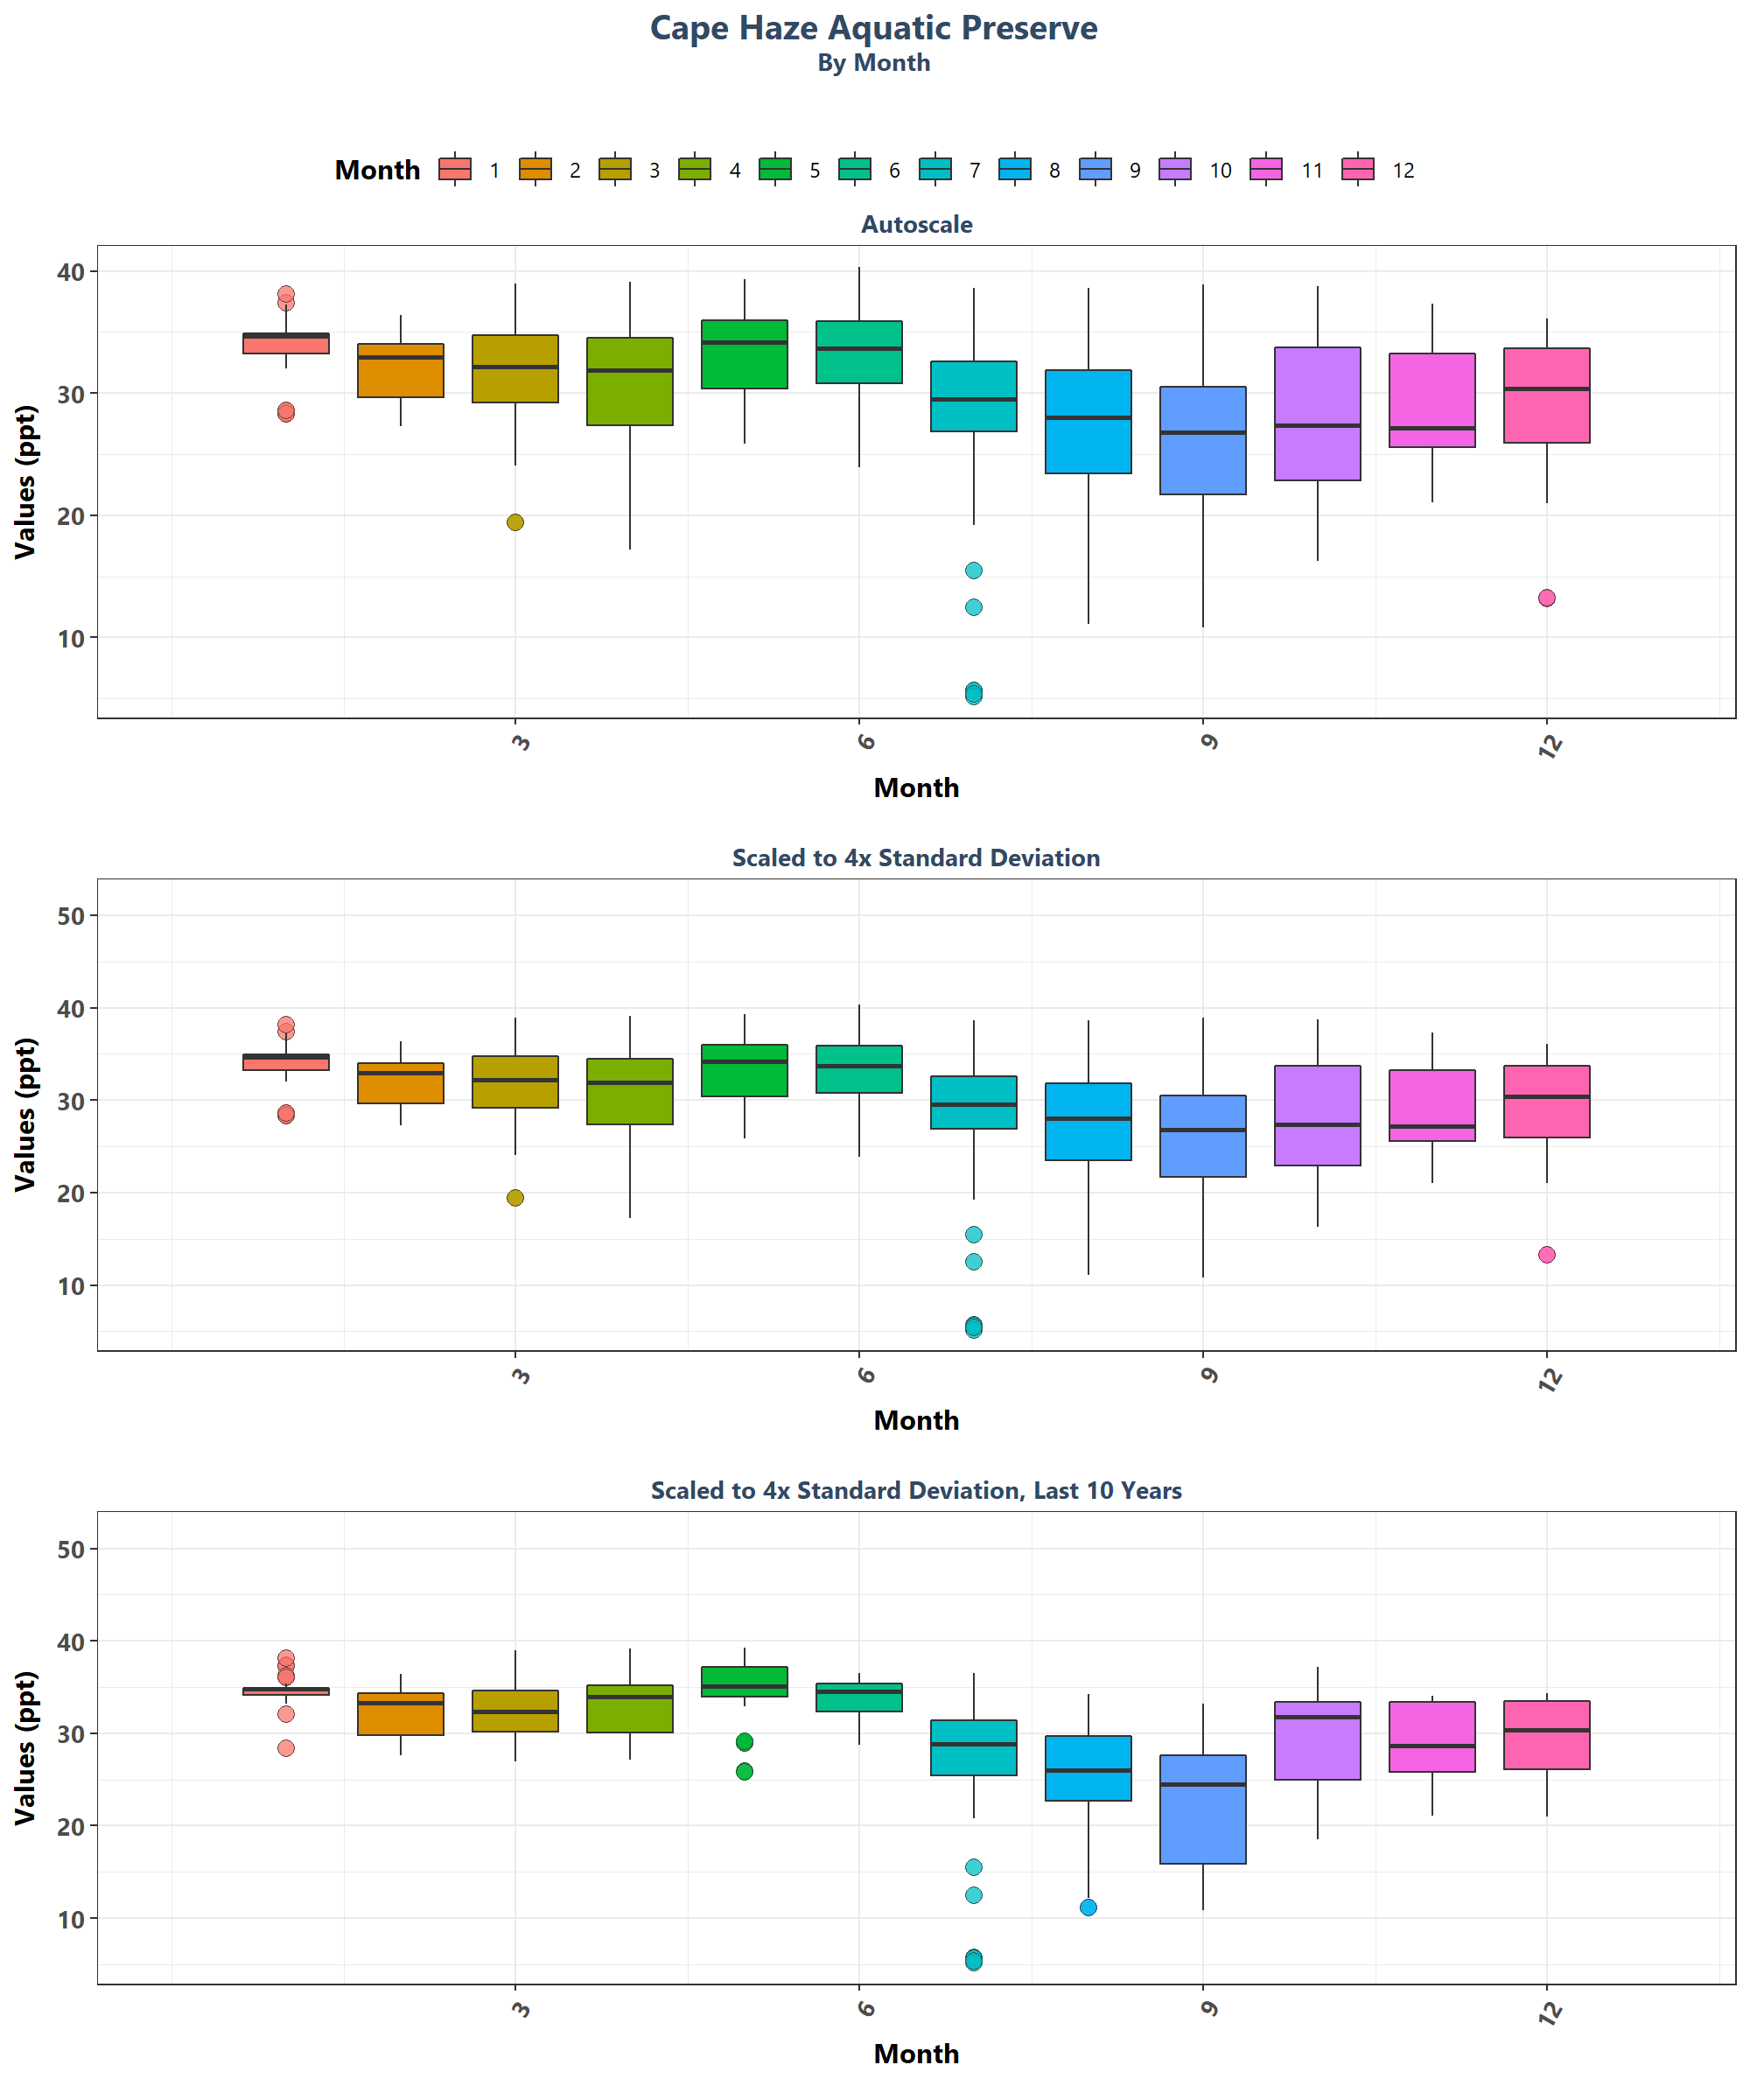 Cape Haze Aquatic Preserve
By Month
Month 1 2 3 4 5 6 7 8 9 10 11 12
Autoscale
Values (ppt)
40
30
20
10
3 6 9 12
Month
Scaled to 4x Standard Deviation
Values (ppt)
50
40
30
20
10
3 6 9 12
Month
Scaled to 4x Standard Deviation, Last 10 Years
Values (ppt)
50
40
30
20
10
3 6 9 12
Month